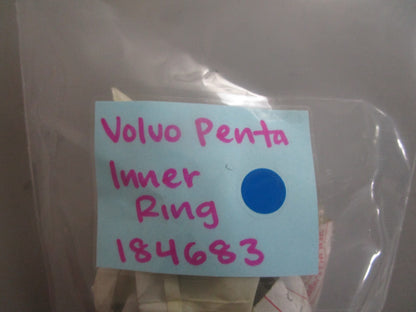 Volvo Penta
Inner
Ring
184683